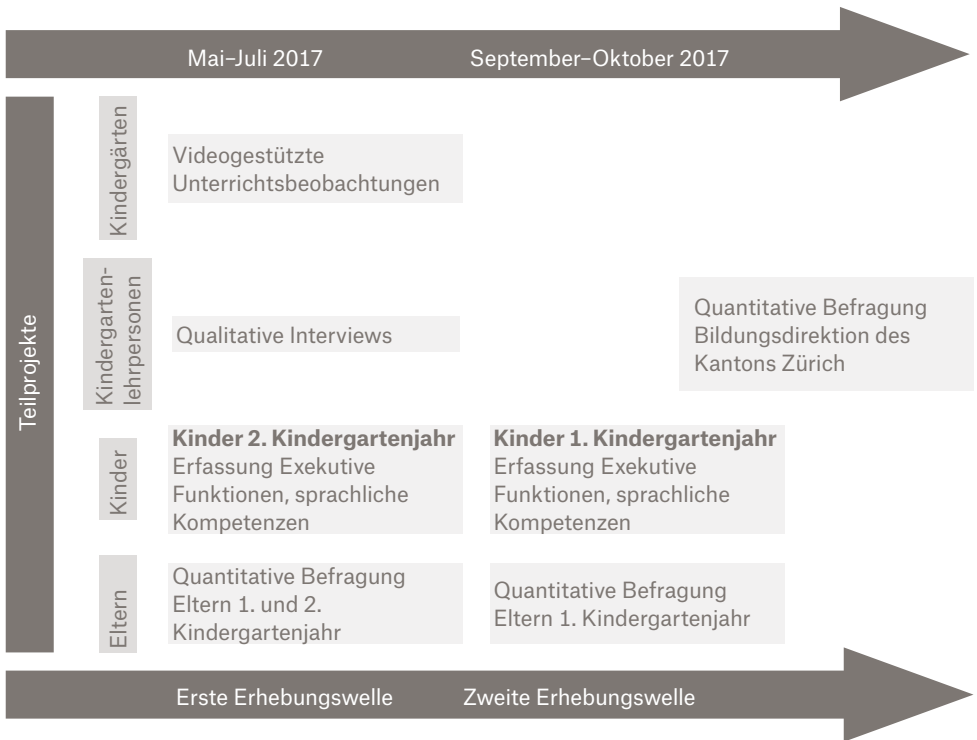 Mai–Juli 2017
September–Oktober 2017
Teilprojekte
Kindergärten
Videogestützte
Unterrichtsbeobachtungen
Kindergarten-
lehrpersonen
Qualitative Interviews
Quantitative Befragung
Bildungsdirektion des
Kantons Zürich
Kinder
Kinder 2. Kindergartenjahr
Erfassung Exekutive
Funktionen, sprachliche
Kompetenzen
Kinder 1. Kindergartenjahr
Erfassung Exekutive
Funktionen, sprachliche
Kompetenzen
Eltern
Quantitative Befragung
Eltern 1. und 2.
Kindergartenjahr
Quantitative Befragung
Eltern 1. Kindergartenjahr
Erste Erhebungswelle
Zweite Erhebungswelle